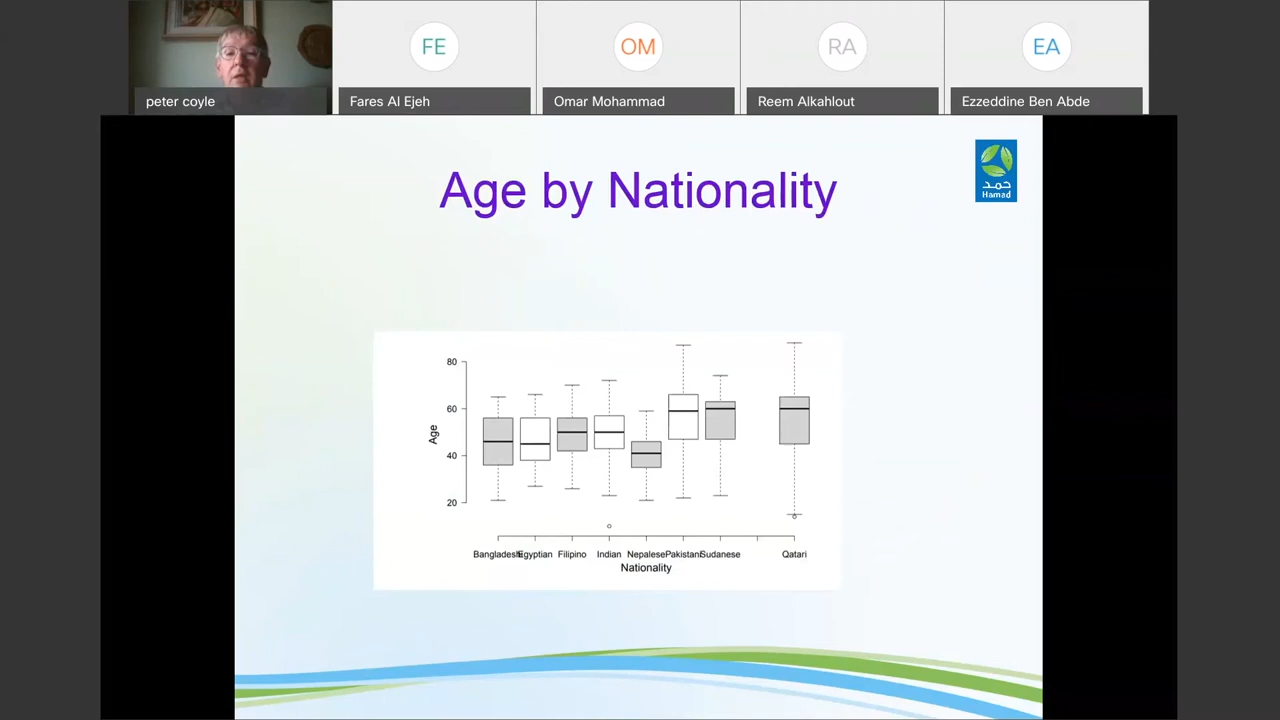 FE
OM
RA
EA
peter coyle
Fares Al Ejeh
Omar Mohammad
Reem Alkahlout
Ezzeddine Ben Abde
حمد
Hamad
Age by Nationality
80
60
40
20
Age
Bangladeshi Egyptian Filipino Indian Nepalese Pakistani Sudanese Qatari
Nationality